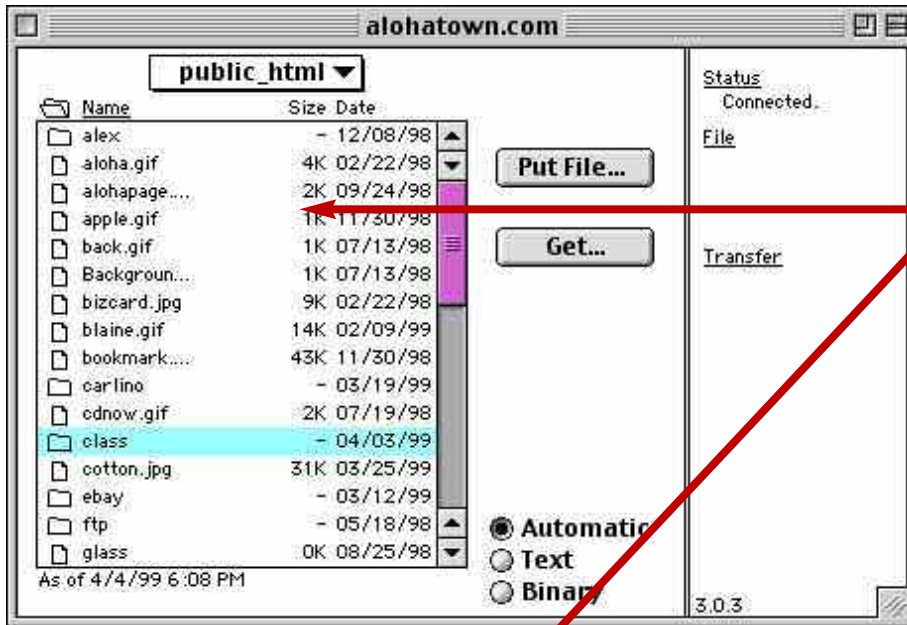 alohatown.com
public_html
Name Size Date
alex - 12/08/98
aloha.gif 4K 02/22/98
alohapage.... 2K 09/24/98
apple.gif 1K 11/30/98
back.gif 1K 07/13/98
Backgroun... 1K 07/13/98
bizcard.jpg 9K 02/22/98
blaine.gif 14K 02/09/99
bookmark.... 43K 11/30/98
carlino - 03/19/99
cdnow.gif 2K 07/19/98
class - 04/03/99
cotton.jpg 31K 03/25/99
ebay - 03/12/99
ftp - 05/18/98
glass 0K 08/25/98
As of 4/4/99 6:08 PM
Put File...
Get...
Automatic
Text
Binary
Status
Connected.
File
Transfer
3.0.3